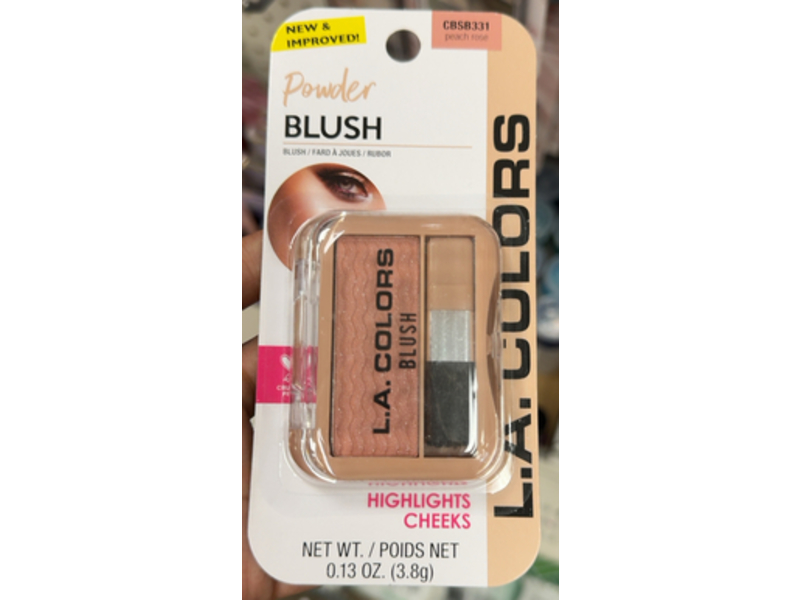 NEW &
IMPROVED!
CBSB331
peach rose
Powder
BLUSH
BLUSH / FARD À JOUES / RUBOR
L.A. COLORS
L.A. COLORS
BLUSH
HIGHLIGHTS
CHEEKS
NET WT. / POIDS NET
0.13 OZ. (3.8g)